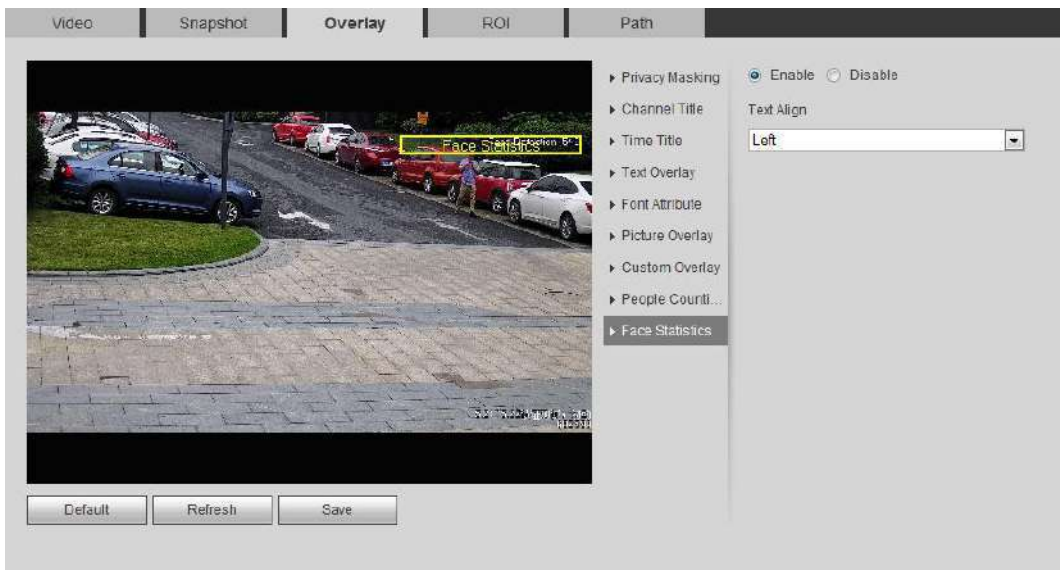 Video Snapshot Overlay ROI Path
Face Statistics
Privacy Masking
Channel Title
Time Title
Text Overlay
Font Attribute
Picture Overlay
Custom Overlay
People Counti...
Face Statistics
Enable Disable
Text Align
Left
Default Refresh Save